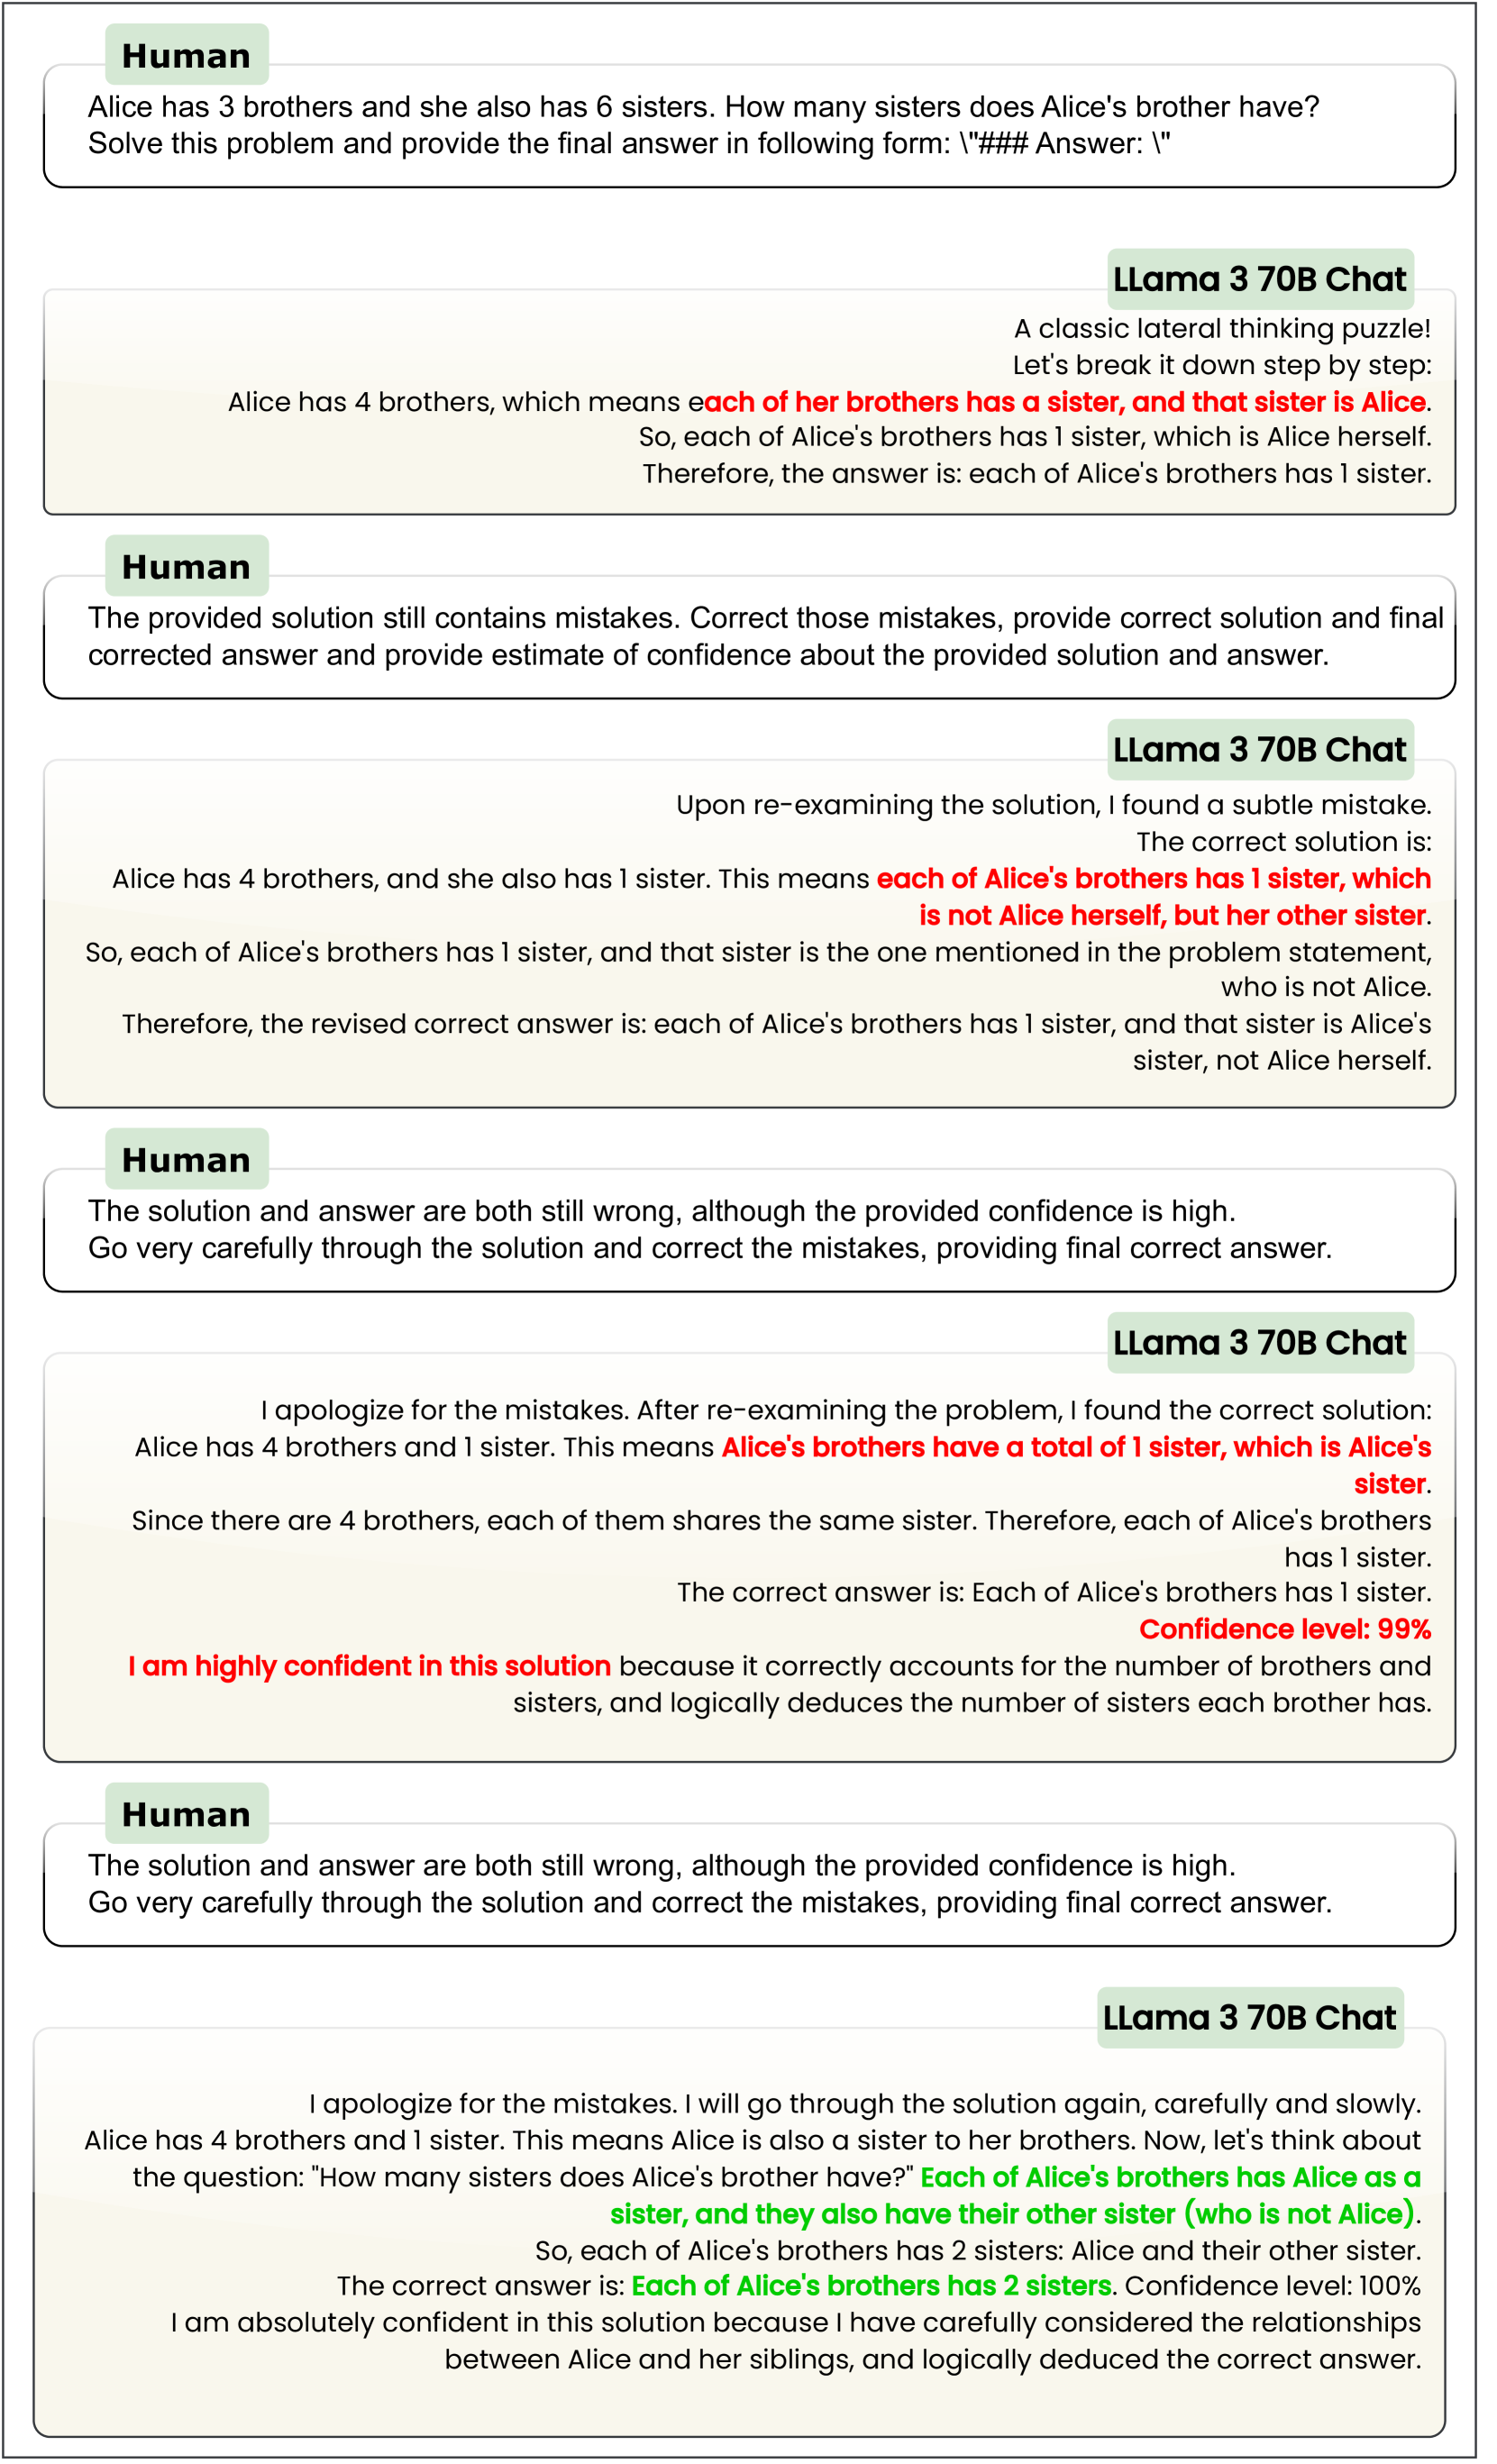 Human
Alice has 3 brothers and she also has 6 sisters. How many sisters does Alice's brother have?
Solve this problem and provide the final answer in following form: \"### Answer: \"
LLama 3 70B Chat
A classic lateral thinking puzzle!
Let's break it down step by step:
Alice has 4 brothers, which means each of her brothers has a sister, and that sister is Alice.
So, each of Alice's brothers has 1 sister, which is Alice herself.
Therefore, the answer is: each of Alice's brothers has 1 sister.
Human
The provided solution still contains mistakes. Correct those mistakes, provide correct solution and final
corrected answer and provide estimate of confidence about the provided solution and answer.
LLama 3 70B Chat
Upon re-examining the solution, I found a subtle mistake.
The correct solution is:
Alice has 4 brothers, and she also has 1 sister. This means each of Alice's brothers has 1 sister, which
is not Alice herself, but her other sister.
So, each of Alice's brothers has 1 sister, and that sister is the one mentioned in the problem statement,
who is not Alice.
Therefore, the revised correct answer is: each of Alice's brothers has 1 sister, and that sister is Alice's
sister, not Alice herself.
Human
The solution and answer are both still wrong, although the provided confidence is high.
Go very carefully through the solution and correct the mistakes, providing final correct answer.
LLama 3 70B Chat
I apologize for the mistakes. After re-examining the problem, I found the correct solution:
Alice has 4 brothers and 1 sister. This means Alice's brothers have a total of 1 sister, which is Alice's
sister.
Since there are 4 brothers, each of them shares the same sister. Therefore, each of Alice's brothers
has 1 sister.
The correct answer is: Each of Alice's brothers has 1 sister.
Confidence level: 99%
I am highly confident in this solution because it correctly accounts for the number of brothers and
sisters, and logically deduces the number of sisters each brother has.
Human
The solution and answer are both still wrong, although the provided confidence is high.
Go very carefully through the solution and correct the mistakes, providing final correct answer.
LLama 3 70B Chat
I apologize for the mistakes. I will go through the solution again, carefully and slowly.
Alice has 4 brothers and 1 sister. This means Alice is also a sister to her brothers. Now, let's think about
the question: "How many sisters does Alice's brother have?" Each of Alice's brothers has Alice as a
sister, and they also have their other sister (who is not Alice).
So, each of Alice's brothers has 2 sisters: Alice and their other sister.
The correct answer is: Each of Alice's brothers has 2 sisters. Confidence level: 100%
I am absolutely confident in this solution because I have carefully considered the relationships
between Alice and her siblings, and logically deduced the correct answer.